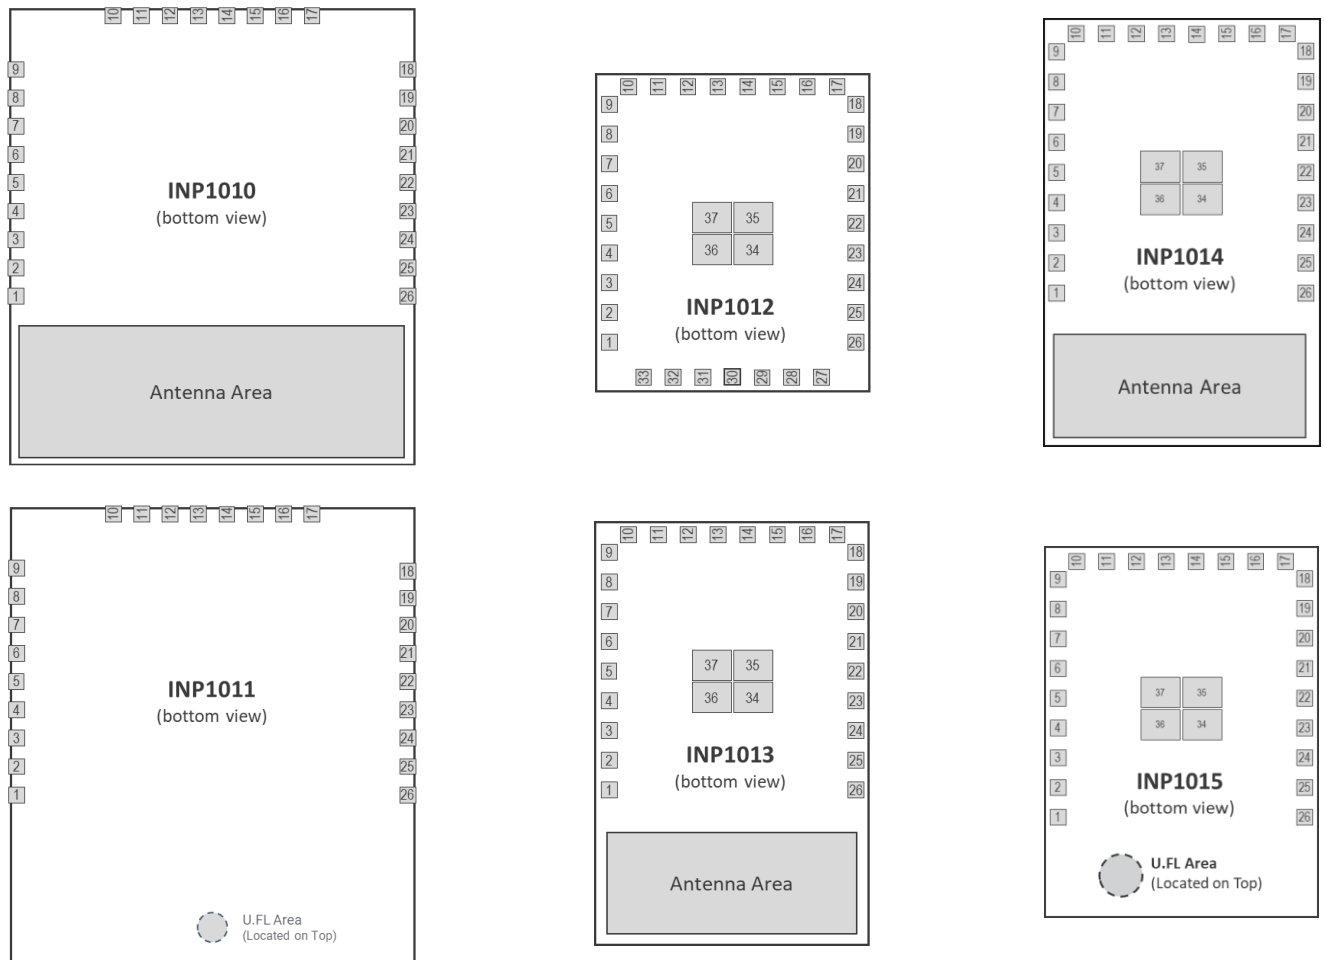 10 11 12 13 14 15 16 17
9 18
8 19
7 20
6 21
5 22
4 23
3 24
2 25
1 26
INP1010
(bottom view)
Antenna Area
10 11 12 13 14 15 16 17
9 18
8 19
7 20
6 21
5 22
4 23
3 24
2 25
1 26
37 35
36 34
INP1012
(bottom view)
33 32 31 30 29 28 27
10 11 12 13 14 15 16 17
9 18
8 19
7 20
6 21
5 22
4 23
3 24
2 25
1 26
37 35
36 34
INP1014
(bottom view)
Antenna Area
10 11 12 13 14 15 16 17
9 18
8 19
7 20
6 21
5 22
4 23
3 24
2 25
1 26
INP1011
(bottom view)
U.FL Area
(Located on Top)
10 11 12 13 14 15 16 17
9 18
8 19
7 20
6 21
5 22
4 23
3 24
2 25
1 26
37 35
36 34
INP1013
(bottom view)
Antenna Area
10 11 12 13 14 15 16 17
9 18
8 19
7 20
6 21
5 22
4 23
3 24
2 25
1 26
37 35
36 34
INP1015
(bottom view)
U.FL Area
(Located on Top)